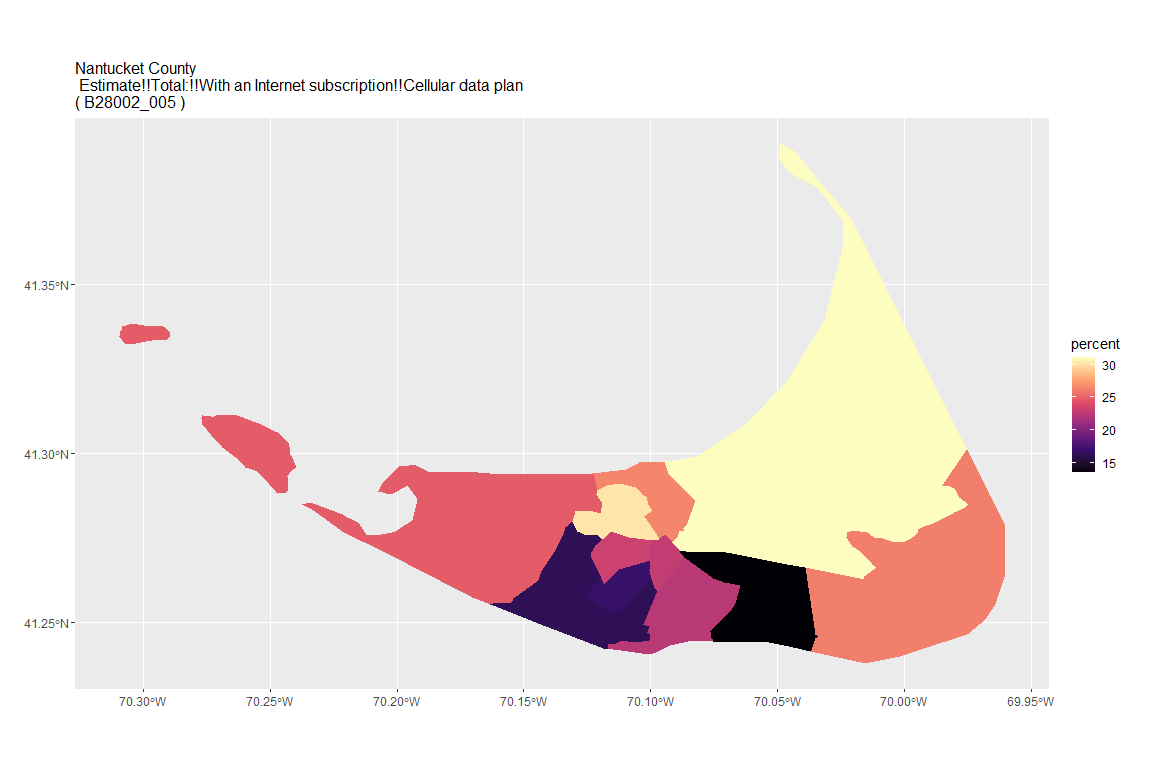 Nantucket County
Estimate!!Total:!!With an Internet subscription!!Cellular data plan
( B28002_005 )
41.35°N
41.30°N
41.25°N
70.30°W
70.25°W
70.20°W
70.15°W
70.10°W
70.05°W
70.00°W
69.95°W
percent
30
25
20
15